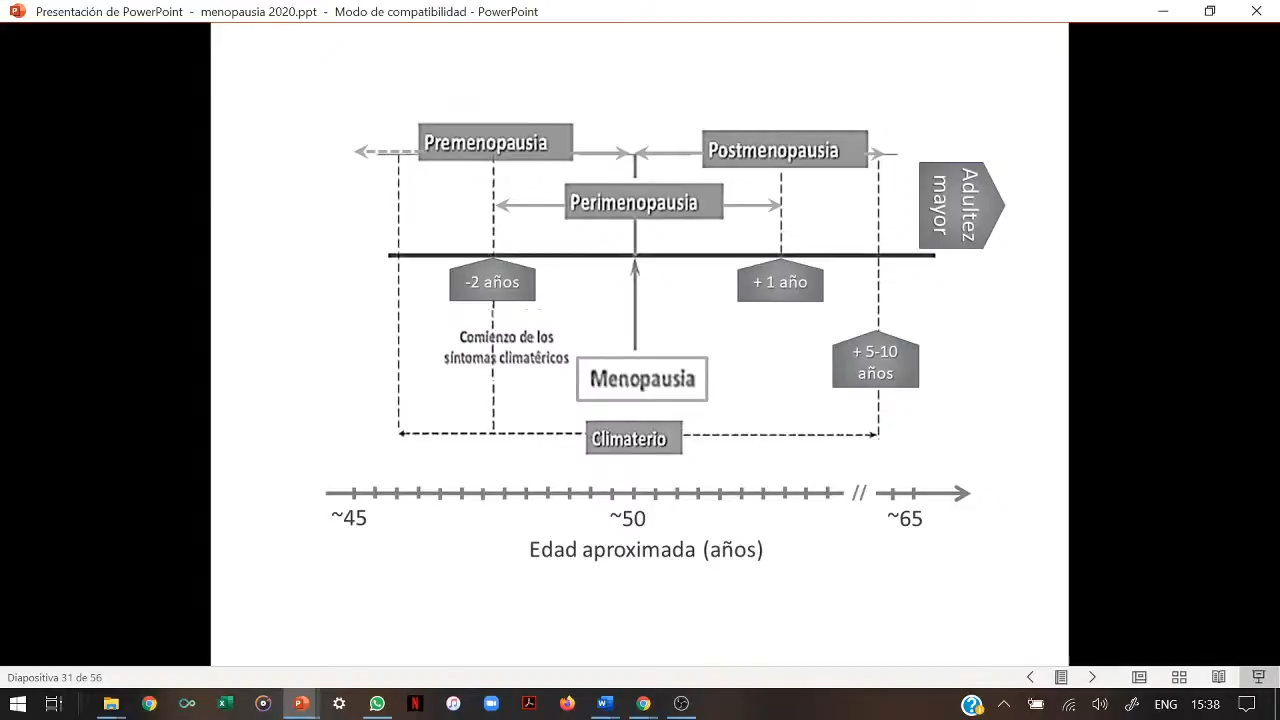 Presentación de PowerPoint - menopausia 2020.ppt - Modo de compatibilidad - PowerPoint
Premenopausia
Postmenopausia
Adultez
mayor
Perimenopausia
-2 años
+ 1 año
Comienzo de los
síntomas climatéricos
+ 5-10
años
Menopausia
Climaterio
//
~45
~50
~65
Edad aproximada (años)
Diapositiva 31 de 56
ENG
15:38